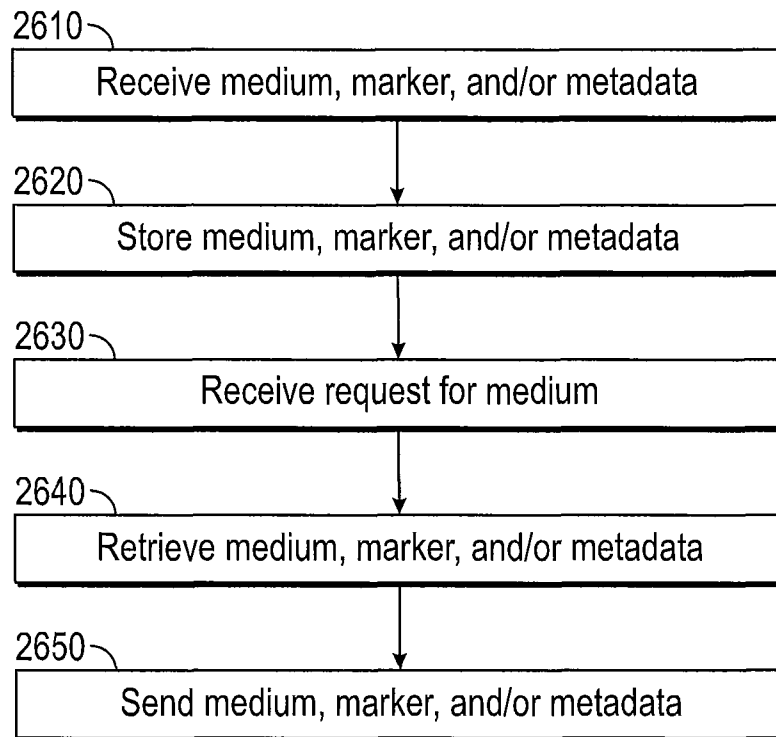 2610
Receive medium, marker, and/or metadata
2620
Store medium, marker, and/or metadata
2630
Receive request for medium
2640
Retrieve medium, marker, and/or metadata
2650
Send medium, marker, and/or metadata